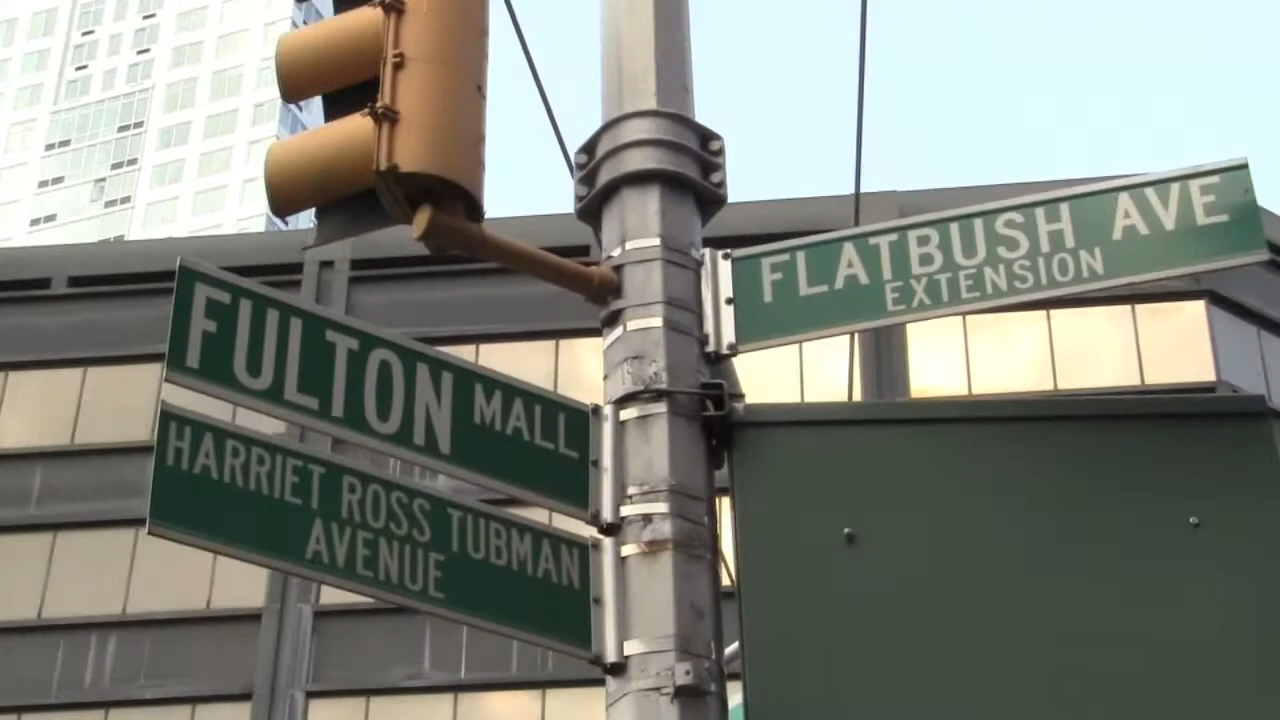 FULTON MALL
HARRIET ROSS TUBMAN
AVENUE
FLATBUSH AVE
EXTENSION